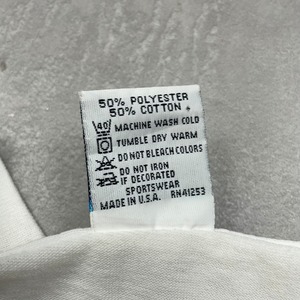 50% POLYESTER
50% COTTON +
40 MACHINE WASH COLD
TUMBLE DRY WARM
DO NOT BLEACH COLORS
DO NOT IRON
IF DECORATED
SPORTSWEAR
MADE IN U.S.A. RN41253